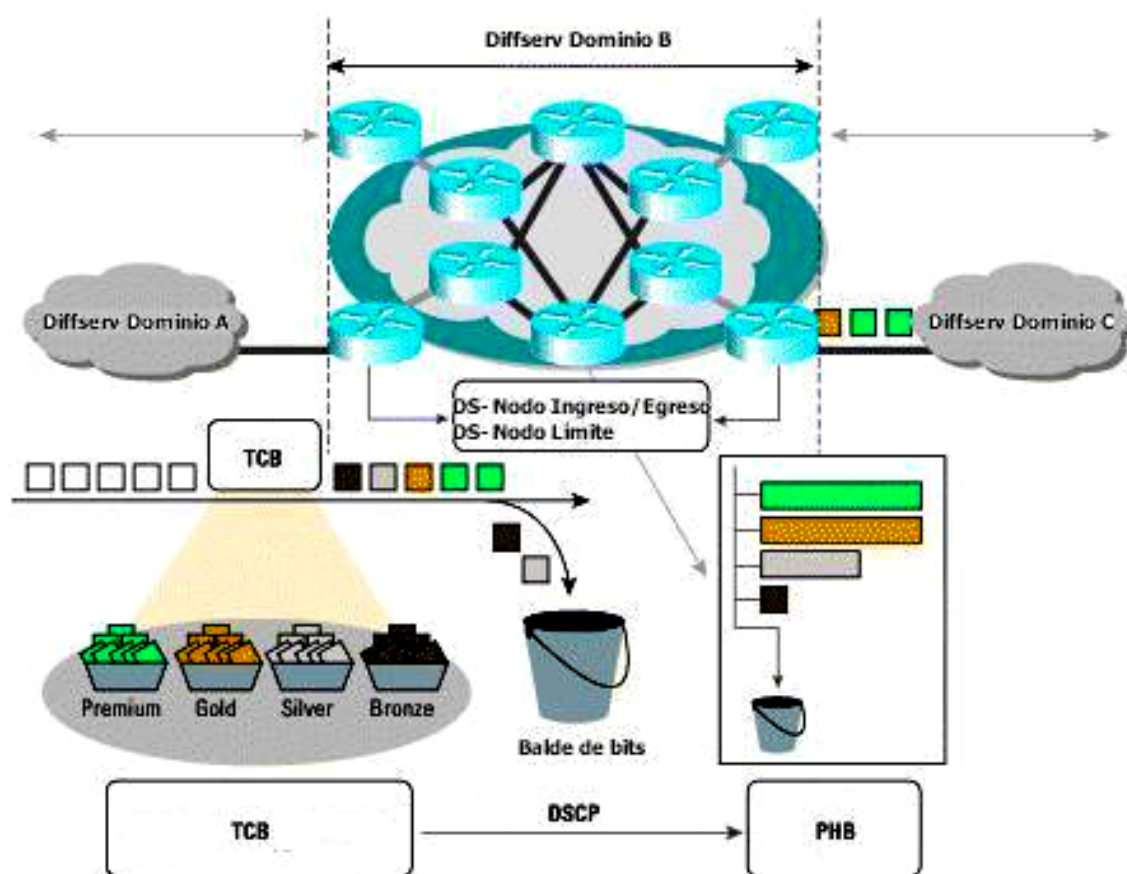 Diffserv Dominio B
Diffserv Dominio A
Diffserv Dominio C
DS- Nodo Ingreso/Egreso
DS- Nodo Limite
TCB
Premium
Gold
Silver
Bronze
Balde de bits
TCB
DSCP
PHB